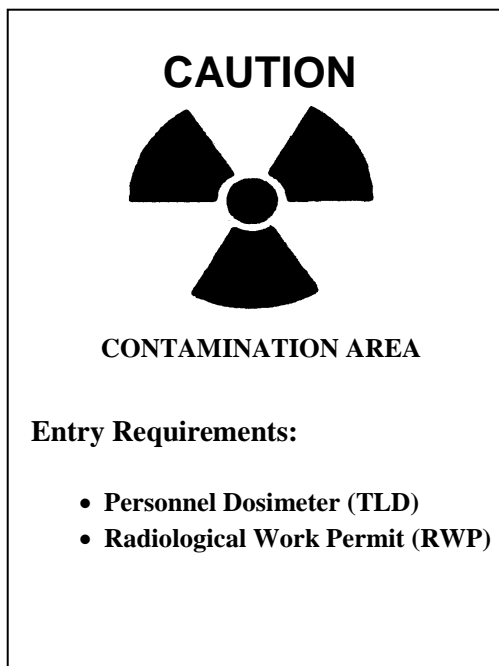 CAUTION
CONTAMINATION AREA
Entry Requirements:
• Personnel Dosimeter (TLD)
• Radiological Work Permit (RWP)